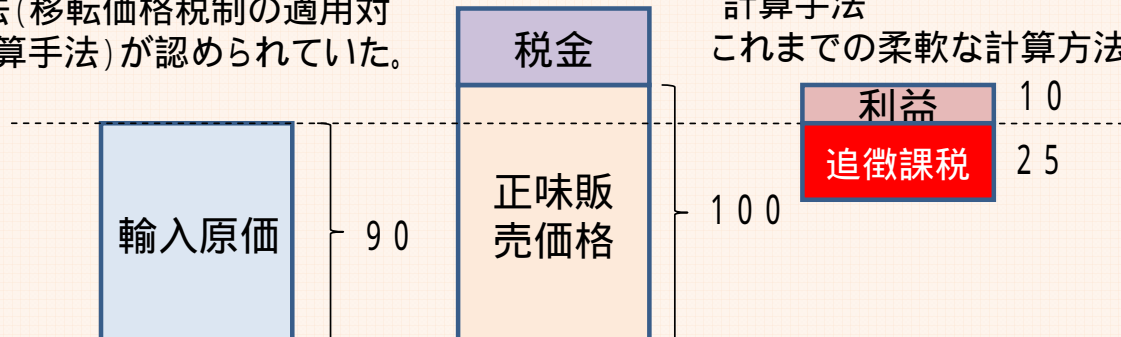 法(移転価格税制の適用対
算手法)が認められていた。
計算手法
これまでの柔軟な計算方法
税金
利益
10
追徴課税
25
輸入原価
90
正味販
売価格
100